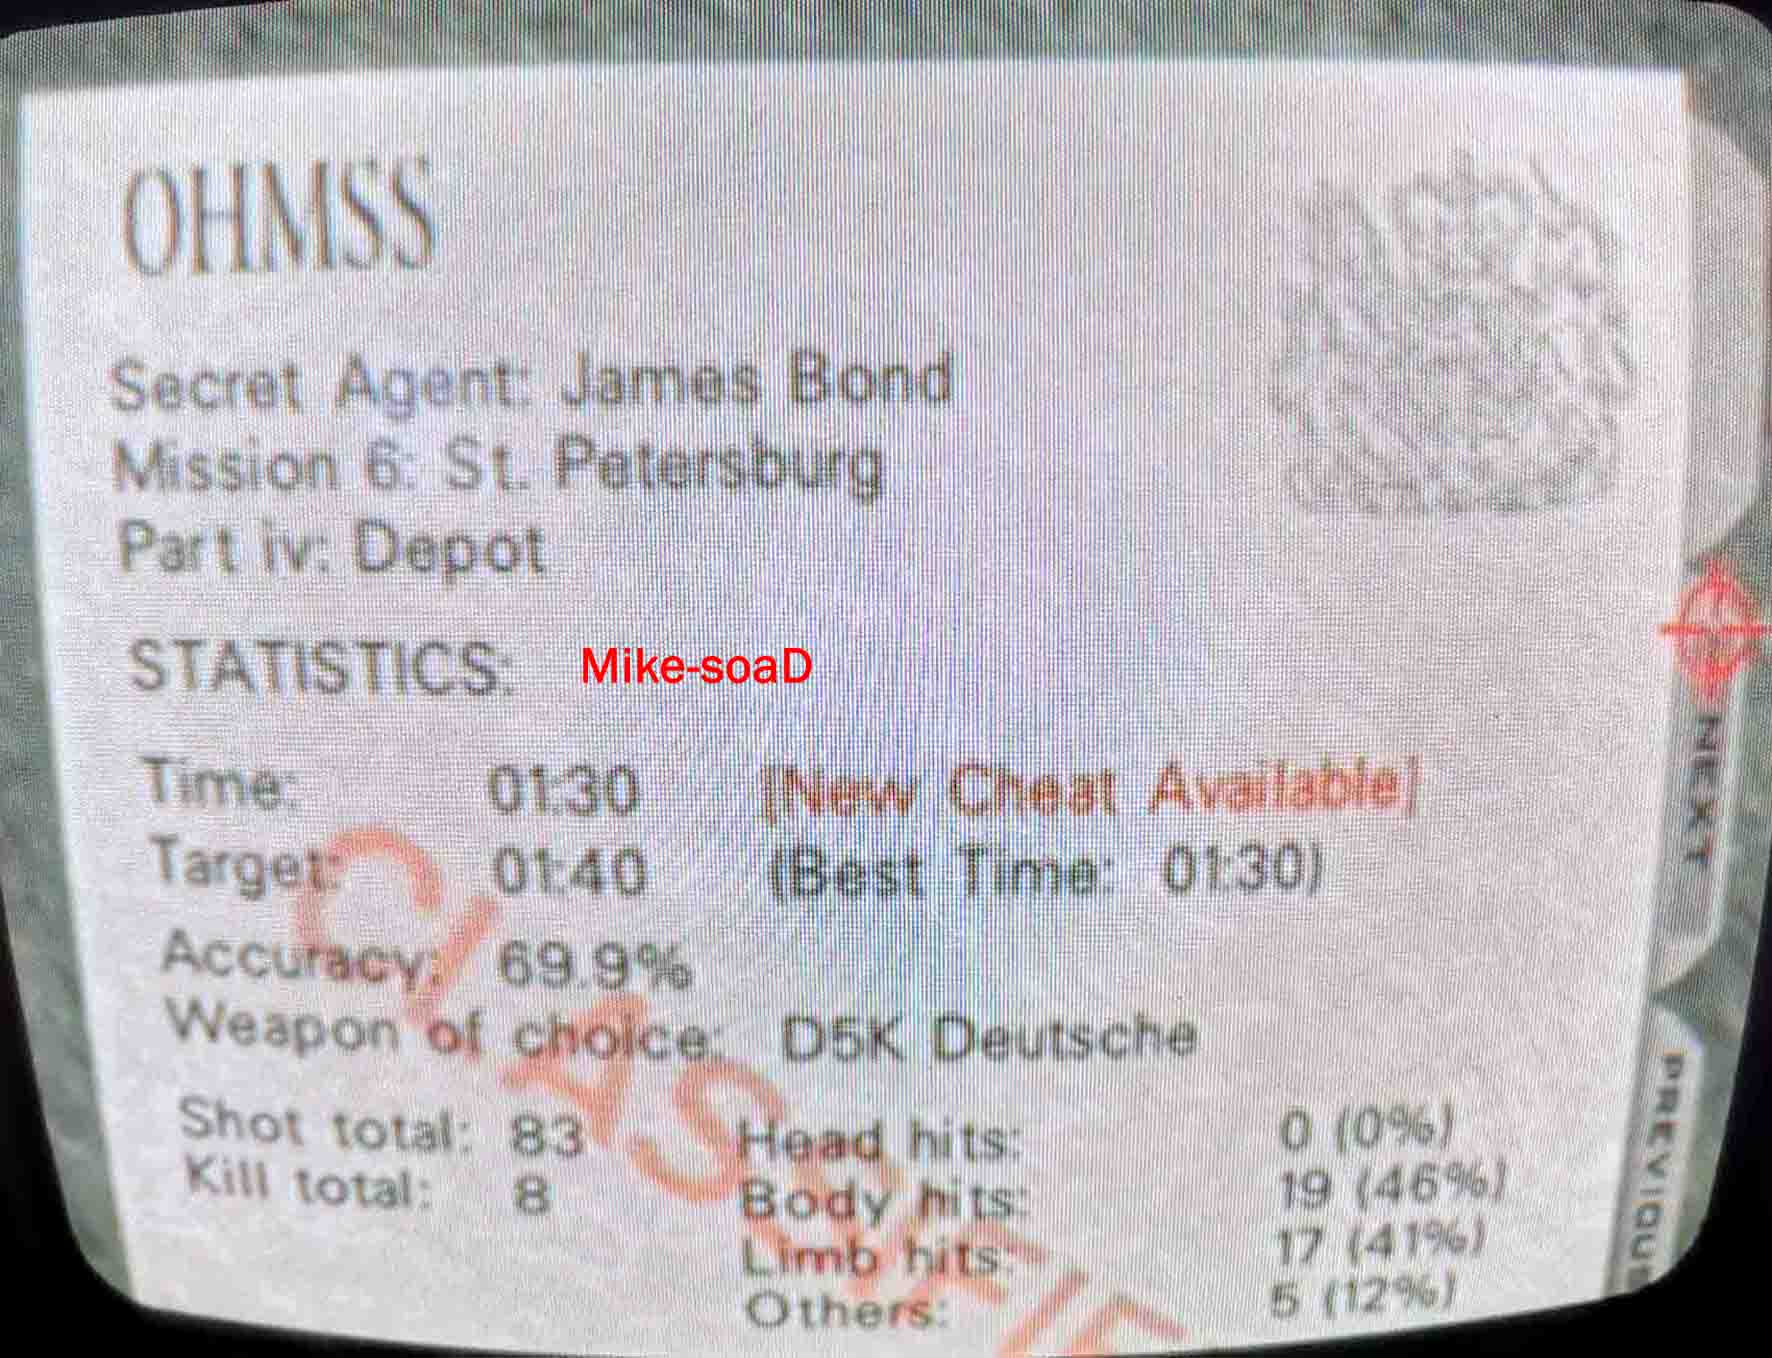 OHMSS
Secret Agent: James Bond
Mission 6: St. Petersburg
Part iv: Depot
STATISTICS: Mike-soaD
Time: 01:30 [New Cheat Available]
Target: 01:40 (Best Time: 01:30)
Accuracy: 69.9%
Weapon of choice: D5K Deutsche
Shot total: 83 Head hits: 0 (0%)
Kill total: 8 Body hits: 19 (46%)
Limb hits: 17 (41%)
Others: 5 (12%)
NEXT
PREVIOUS
CLASSIFIE